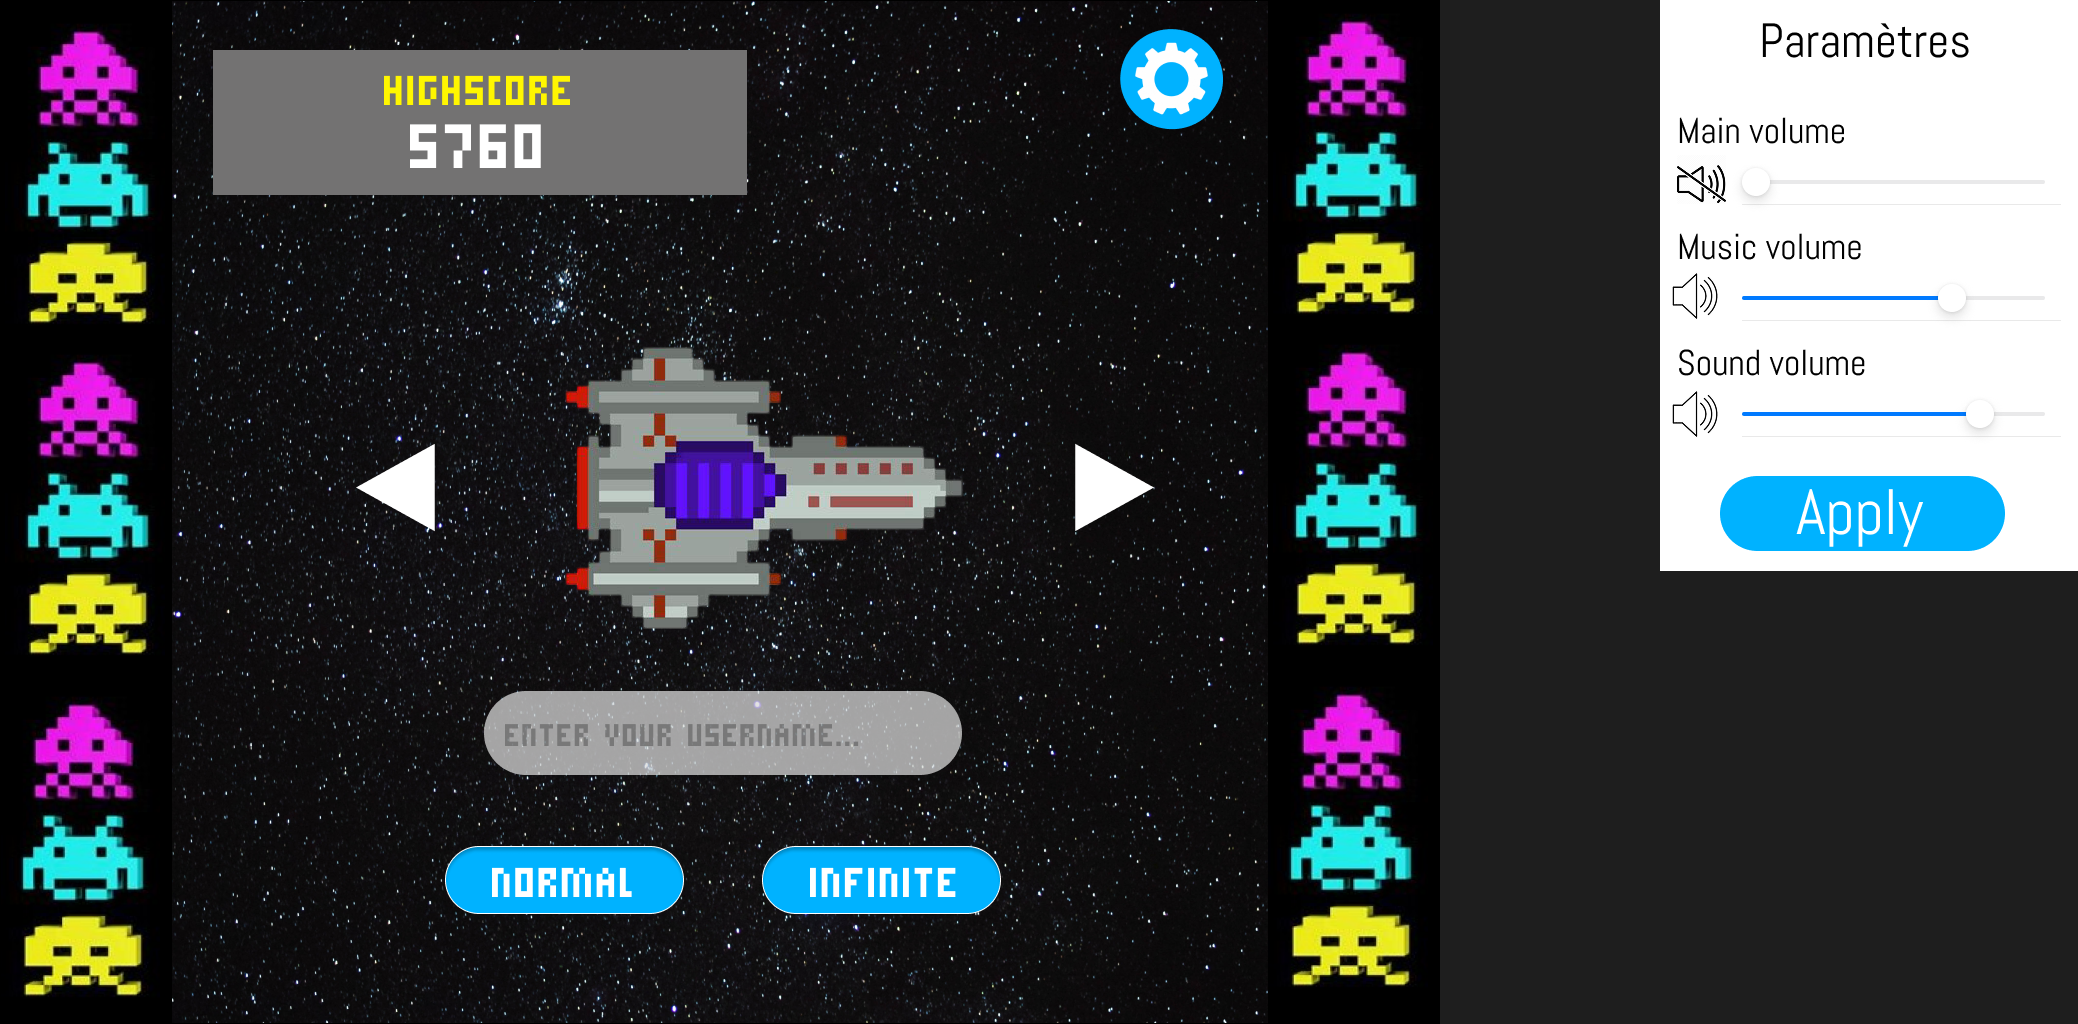 HIGHSCORE
5760
ENTER YOUR USERNAME...
NORMAL
INFINITE
Paramètres
Main volume
Music volume
Sound volume
Apply